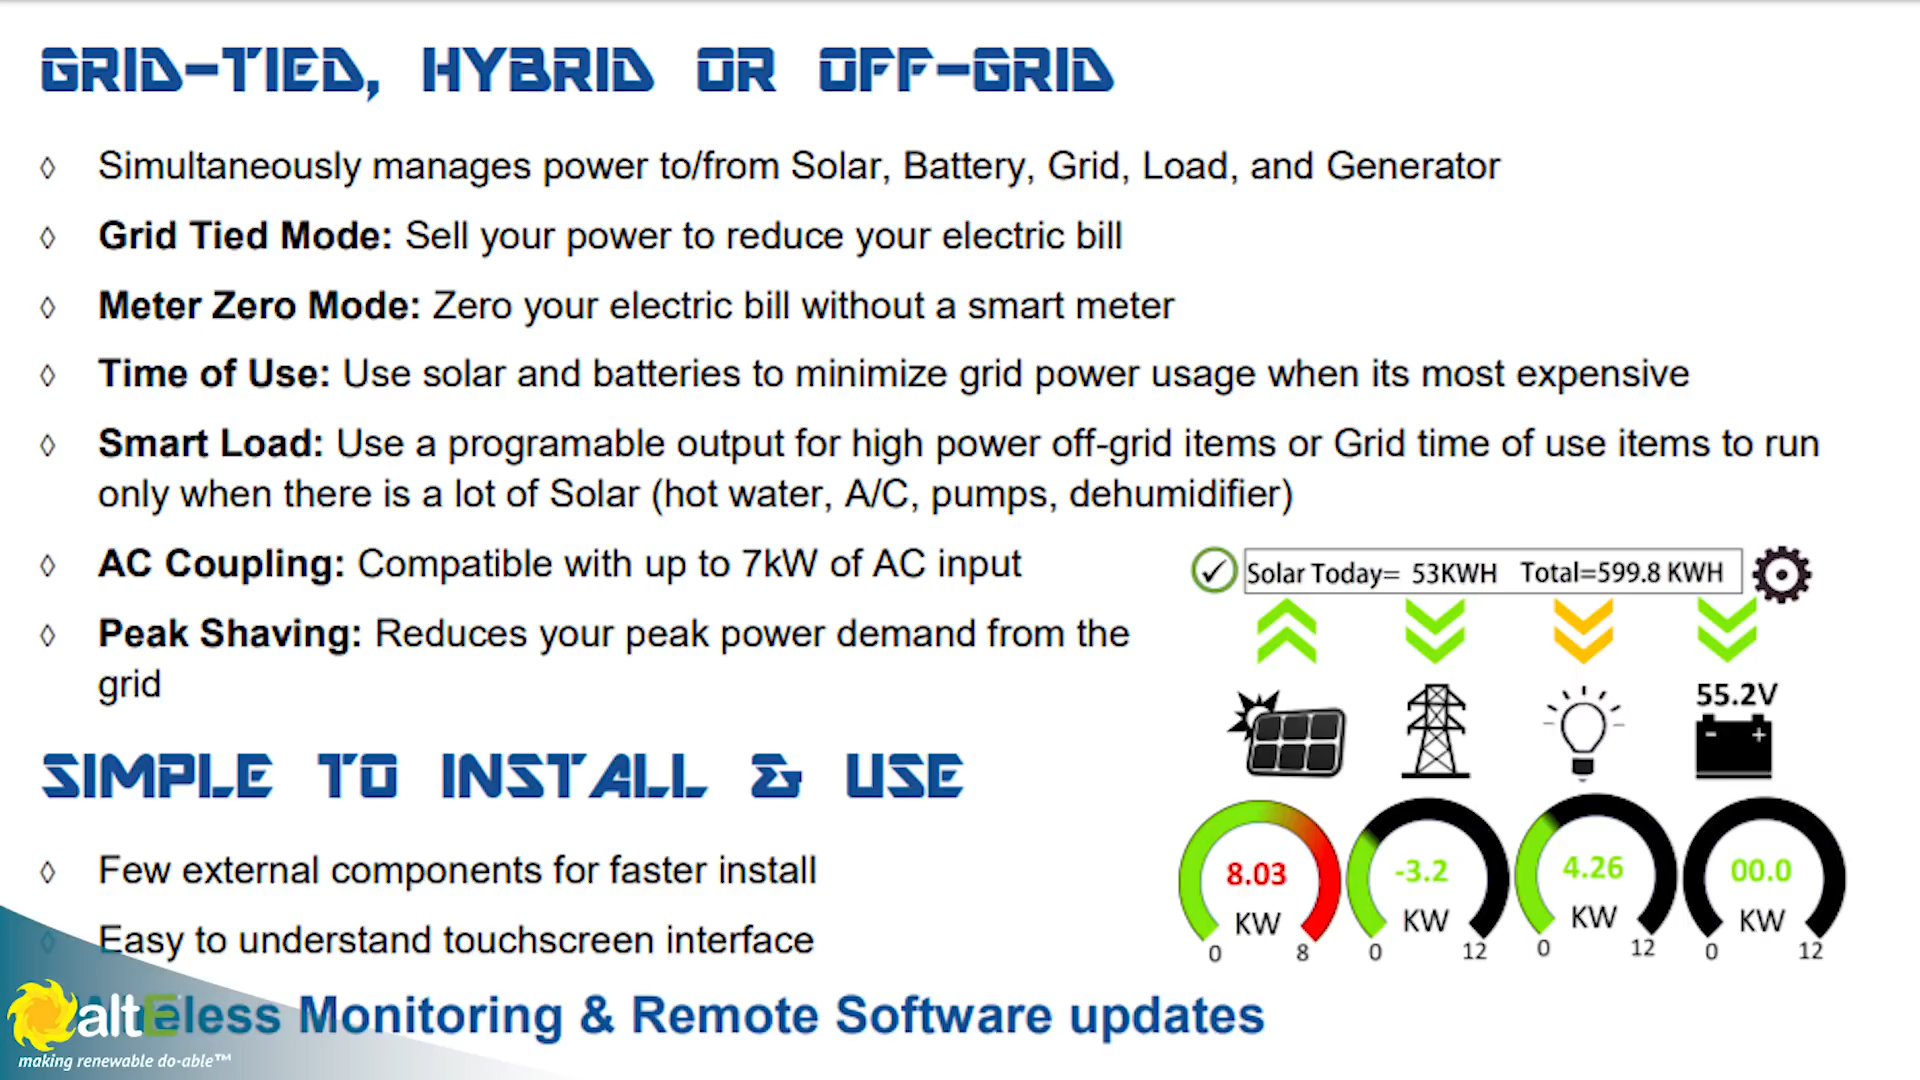 GRID-TIED, HYBRID OR OFF-GRID
◊ Simultaneously manages power to/from Solar, Battery, Grid, Load, and Generator
◊ Grid Tied Mode: Sell your power to reduce your electric bill
◊ Meter Zero Mode: Zero your electric bill without a smart meter
◊ Time of Use: Use solar and batteries to minimize grid power usage when its most expensive
◊ Smart Load: Use a programable output for high power off-grid items or Grid time of use items to run
only when there is a lot of Solar (hot water, A/C, pumps, dehumidifier)
◊ AC Coupling: Compatible with up to 7kW of AC input
◊ Peak Shaving: Reduces your peak power demand from the
grid
Solar Today= 53KWH Total=599.8 KWH
55.2V
8.03 -3.2 4.26 00.0
KW KW KW KW
0 8 0 12 0 12 0 12
SIMPLE TO INSTALL & USE
◊ Few external components for faster install
◊ Easy to understand touchscreen interface
eless Monitoring & Remote Software updates
altE
making renewable do-able™